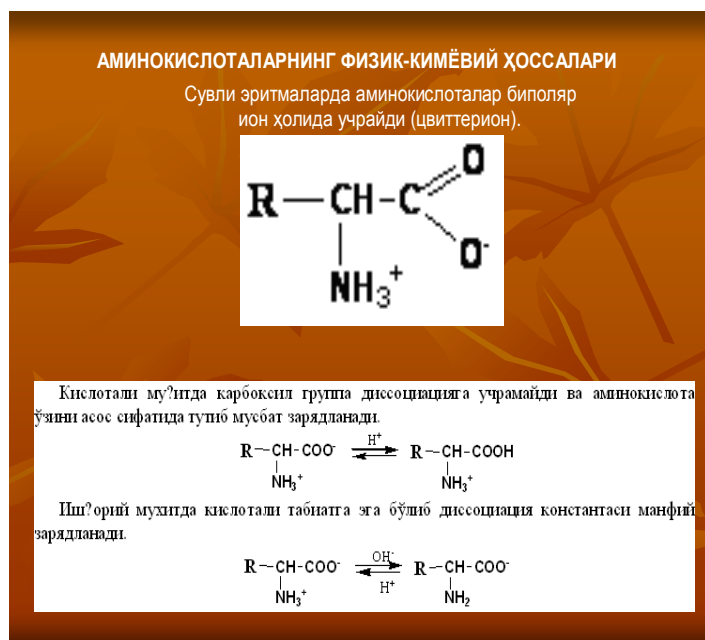 АМИНОКИСЛОТАЛАРНИНГ ФИЗИК-КИМЁВИЙ ҲОССАЛАРИ
Сувли эритмаларда аминокислоталар биполяр
ион ҳолида учрайди (цвиттерион).
R—CH-C
O
O⁻
NH₃⁺
Кислотали му?итда карбоксил группа диссоциацияга учрамайди ва аминокислота
ўзини асос сифатида тутиб мусбат зарядланади.
R—CH-COO⁻ H⁺ R—CH-COOH
NH₃⁺ NH₃⁺
Иш?орий мухитда кислотали табиатга эга бўлиб диссоциация константаси манфий
зарядланади.
R—CH-COO⁻ OH⁻ H⁺ R—CH-COO⁻
NH₃⁺ NH₂